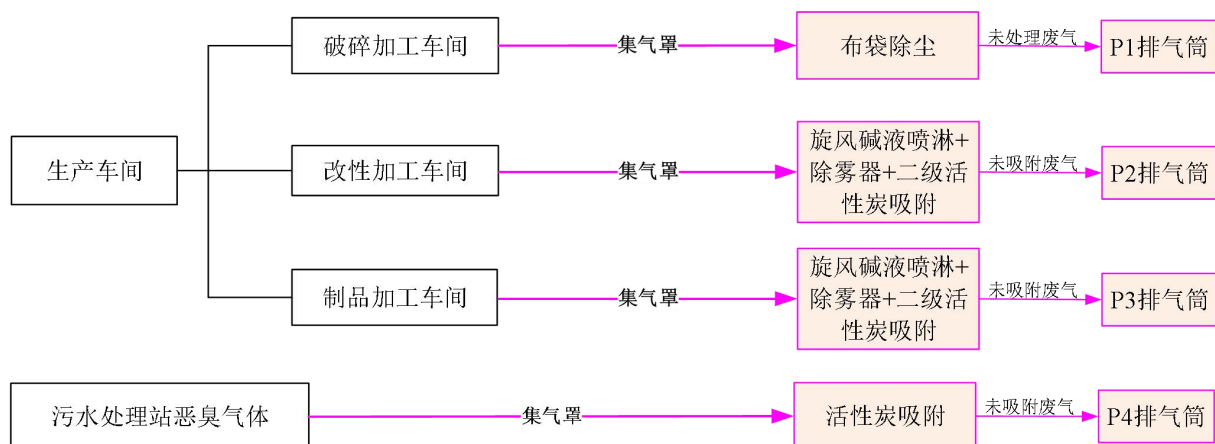 破碎加工车间
集气罩
布袋除尘
未处理废气
P1排气筒
生产车间
改性加工车间
集气罩
旋风碱液喷淋+
除雾器+二级活
性炭吸附
未吸附废气
P2排气筒
制品加工车间
集气罩
旋风碱液喷淋+
除雾器+二级活
性炭吸附
未吸附废气
P3排气筒
污水处理站恶臭气体
集气罩
活性炭吸附
未吸附废气
P4排气筒